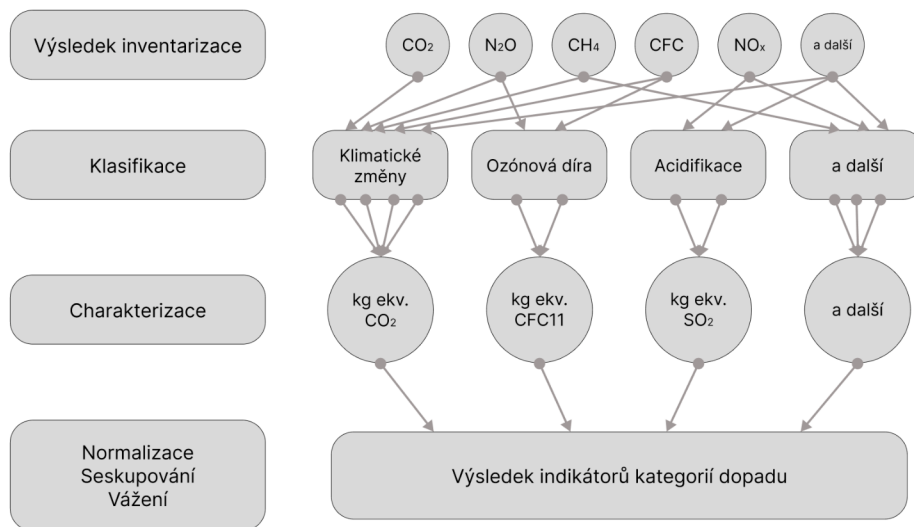 Výsledek inventarizace
CO₂
N₂O
CH₄
CFC
NOₓ
a další
Klasifikace
Klimatické
změny
Ozónová díra
Acidifikace
a další
Charakterizace
kg ekv.
CO₂
kg ekv.
CFC11
kg ekv.
SO₂
a další
Normalizace
Seskupování
Vážení
Výsledek indikátorů kategorií dopadu